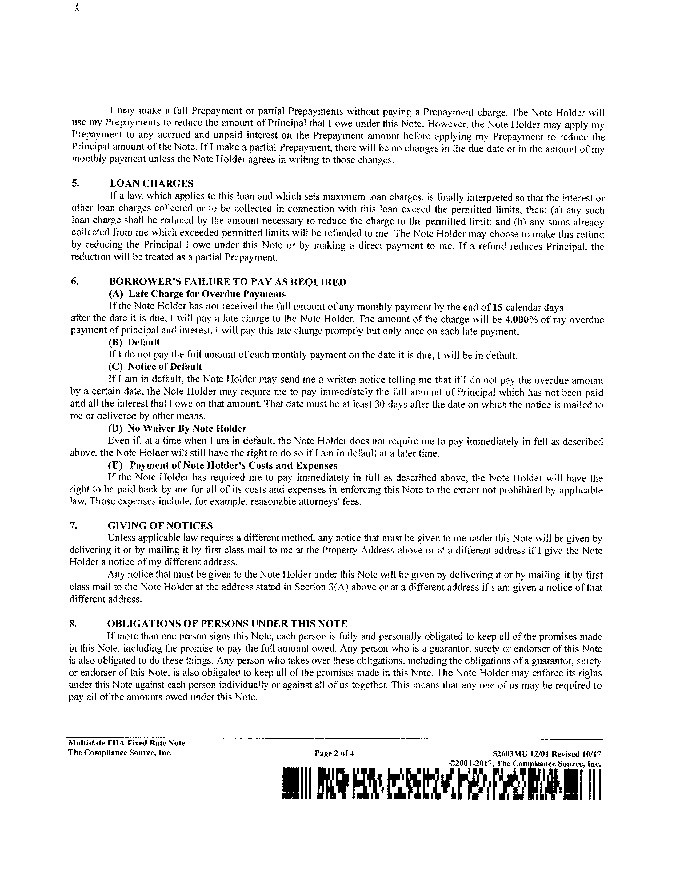 I may make a full Prepayment or partial Prepayments without paying a Prepayment charge. The Note Holder will
use my Prepayments to reduce the amount of Principal that I owe under this Note. However, the Note Holder may apply my
Prepayment to any accrued and unpaid interest on the Prepayment amount before applying my Prepayment to reduce the
Principal amount of the Note. If I make a partial Prepayment, there will be no changes in the due date or in the amount of my
monthly payment unless the Note Holder agrees in writing to those changes.
5. LOAN CHARGES
If a law, which applies to this loan and which sets maximum loan charges, is finally interpreted so that the interest or
other loan charges collected or to be collected in connection with this loan exceed the permitted limits, then: (a) any such
loan charge shall be reduced by the amount necessary to reduce the charge to the permitted limit; and (b) any sums already
collected from me which exceeded permitted limits will be refunded to me. The Note Holder may choose to make this refund
by reducing the Principal I owe under this Note or by making a direct payment to me. If a refund reduces Principal, the
reduction will be treated as a partial Prepayment.
6. BORROWER'S FAILURE TO PAY AS REQUIRED
(A) Late Charge for Overdue Payments
If the Note Holder has not received the full amount of any monthly payment by the end of 15 calendar days
after the date it is due, I will pay a late charge to the Note Holder. The amount of the charge will be 4.000% of my overdue
payment of principal and interest. I will pay this late charge promptly but only once on each late payment.
(B) Default
If I do not pay the full amount of each monthly payment on the date it is due, I will be in default.
(C) Notice of Default
If I am in default, the Note Holder may send me a written notice telling me that if I do not pay the overdue amount
by a certain date, the Note Holder may require me to pay immediately the full amount of Principal which has not been paid
and all the interest that I owe on that amount. That date must be at least 30 days after the date on which the notice is mailed to
me or delivered by other means.
(D) No Waiver By Note Holder
Even if, at a time when I am in default, the Note Holder does not require me to pay immediately in full as described
above, the Note Holder will still have the right to do so if I am in default at a later time.
(E) Payment of Note Holder's Costs and Expenses
If the Note Holder has required me to pay immediately in full as described above, the Note Holder will have the
right to be paid back by me for all of its costs and expenses in enforcing this Note to the extent not prohibited by applicable
law. Those expenses include, for example, reasonable attorneys' fees.
7. GIVING OF NOTICES
Unless applicable law requires a different method, any notice that must be given to me under this Note will be given by
delivering it or by mailing it by first class mail to me at the Property Address above or at a different address if I give the Note
Holder a notice of my different address.
Any notice that must be given to the Note Holder under this Note will be given by delivering it or by mailing it by first
class mail to the Note Holder at the address stated in Section 3(A) above or at a different address if I am given a notice of that
different address.
8. OBLIGATIONS OF PERSONS UNDER THIS NOTE
If more than one person signs this Note, each person is fully and personally obligated to keep all of the promises made
in this Note, including the promise to pay the full amount owed. Any person who is a guarantor, surety or endorser of this Note
is also obligated to do these things. Any person who takes over these obligations, including the obligations of a guarantor, surety
or endorser of this Note, is also obligated to keep all of the promises made in this Note. The Note Holder may enforce its rights
under this Note against each person individually or against all of us together. This means that any one of us may be required to
pay all of the amounts owed under this Note.
Multistate FHA Fixed Rate Note
The Compliance Source, Inc. Page 2 of 4 52603MU 12/01 Revised 10/17
©2001-2017, The Compliance Source, Inc.